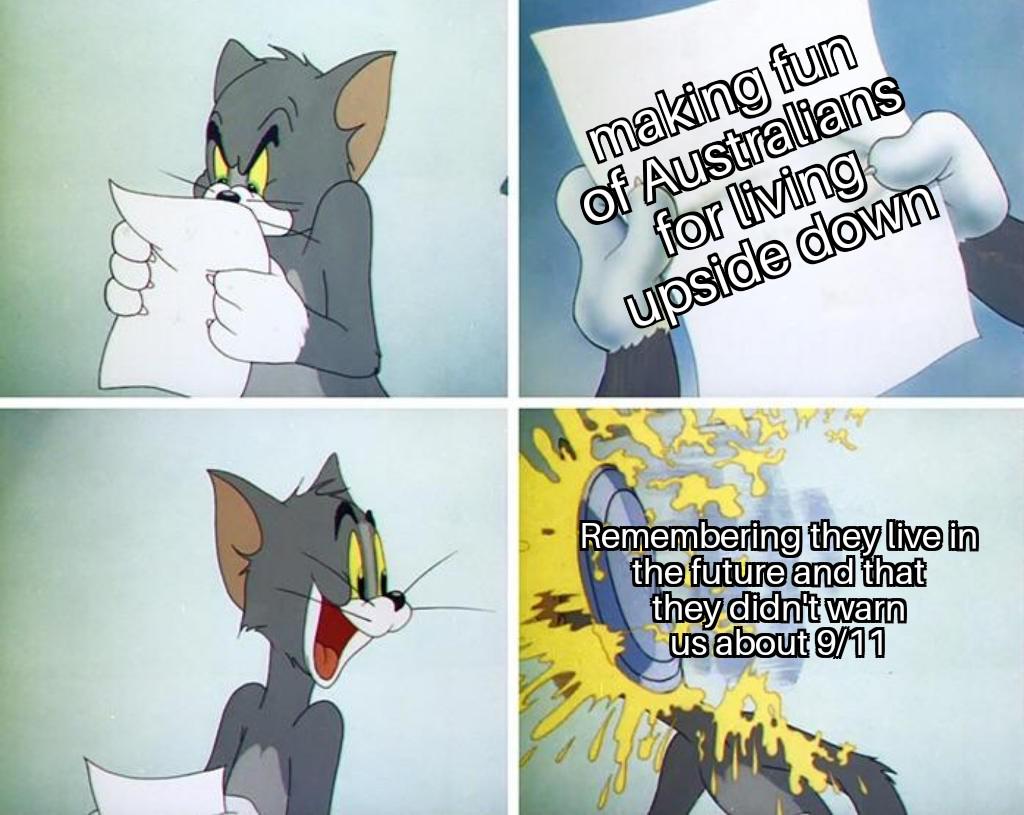 making fun
of Australians
for living
upside down
Remembering they live in
the future and that
they didn't warn
us about 9/11